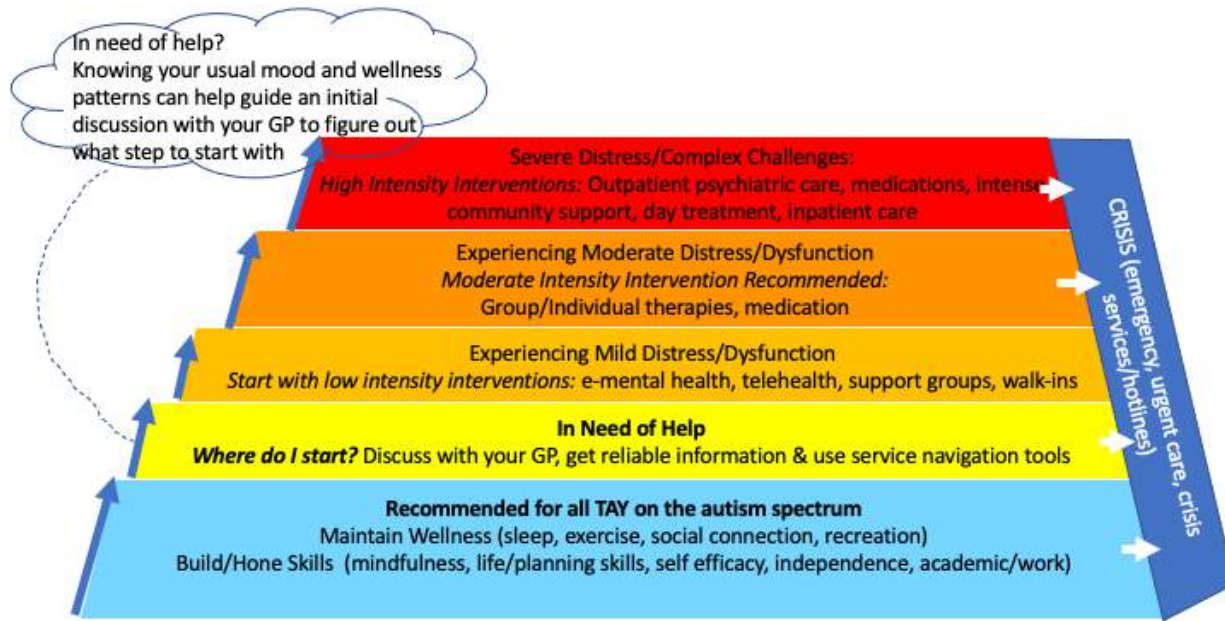 In need of help?
Knowing your usual mood and wellness
patterns can help guide an initial
discussion with your GP to figure out
what step to start with
Severe Distress/Complex Challenges:
High Intensity Interventions: Outpatient psychiatric care, medications, intense
community support, day treatment, inpatient care
Experiencing Moderate Distress/Dysfunction
Moderate Intensity Intervention Recommended:
Group/Individual therapies, medication
Experiencing Mild Distress/Dysfunction
Start with low intensity interventions: e-mental health, telehealth, support groups, walk-ins
In Need of Help
Where do I start? Discuss with your GP, get reliable information & use service navigation tools
Recommended for all TAY on the autism spectrum
Maintain Wellness (sleep, exercise, social connection, recreation)
Build/Hone Skills (mindfulness, life/planning skills, self efficacy, independence, academic/work)
CRISIS (emergency, urgent care, crisis
services/hotlines)